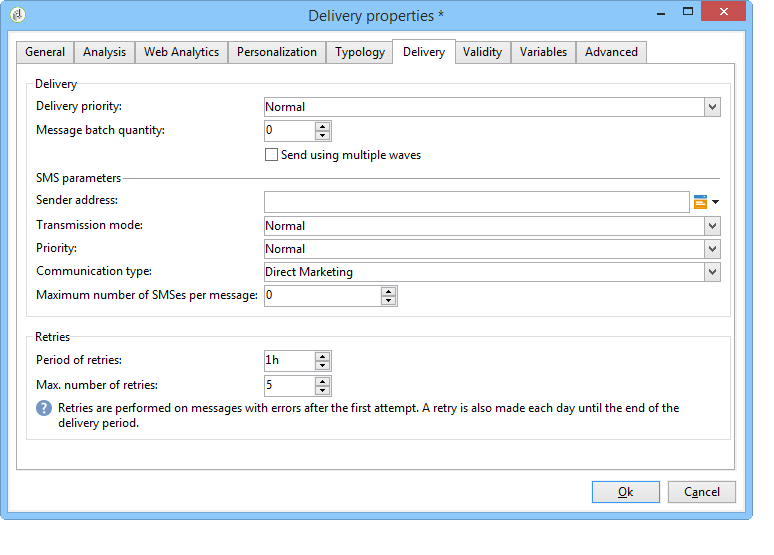 Delivery properties *
General Analysis Web Analytics Personalization Typology Delivery Validity Variables Advanced
Delivery
Delivery priority: Normal
Message batch quantity: 0
Send using multiple waves
SMS parameters
Sender address:
Transmission mode: Normal
Priority: Normal
Communication type: Direct Marketing
Maximum number of SMSes per message: 0
Retries
Period of retries: 1h
Max. number of retries: 5
Retries are performed on messages with errors after the first attempt. A retry is also made each day until the end of the
delivery period.
Ok Cancel